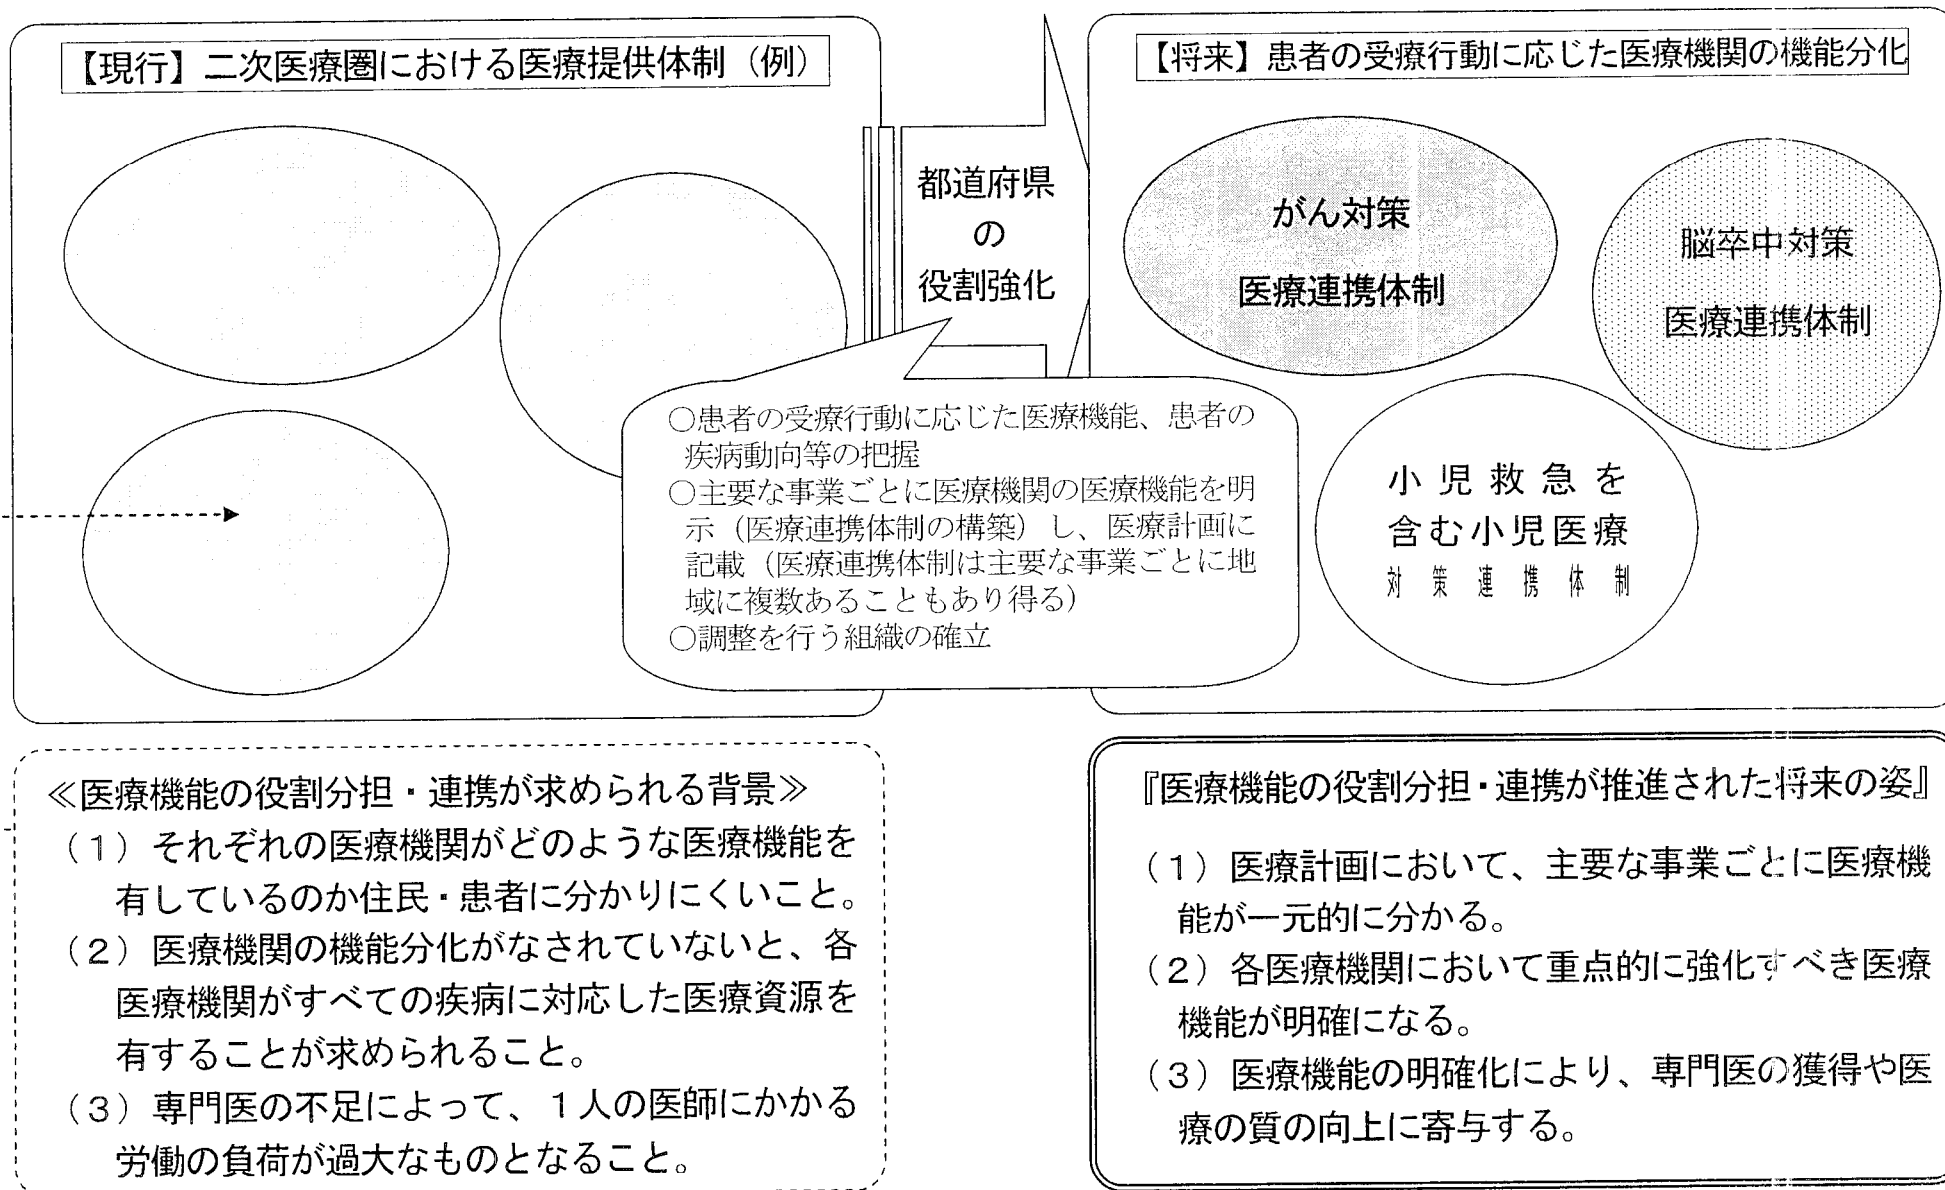 【現行】二次医療圏における医療提供体制（例）
都道府県
の
役割強化
【将来】患者の受療行動に応じた医療機関の機能分化
がん対策
医療連携体制
脳卒中対策
医療連携体制
小児救急を
含む小児医療
対策連携体制
○患者の受療行動に応じた医療機能、患者の
疾病動向等の把握
○主要な事業ごとに医療機関の医療機能を明
示（医療連携体制の構築）し、医療計画に
記載（医療連携体制は主要な事業ごとに地
域に複数あることもあり得る）
○調整を行う組織の確立
≪医療機能の役割分担・連携が求められる背景≫
（１）それぞれの医療機関がどのような医療機能を
有しているのか住民・患者に分かりにくいこと。
（２）医療機関の機能分化がなされていないと、各
医療機関がすべての疾病に対応した医療資源を
有することが求められること。
（３）専門医の不足によって、１人の医師にかかる
労働の負荷が過大なものとなること。
『医療機能の役割分担・連携が推進された将来の姿』
（１）医療計画において、主要な事業ごとに医療機
能が一元的に分かる。
（２）各医療機関において重点的に強化すべき医療
機能が明確になる。
（３）医療機能の明確化により、専門医の獲得や医
療の質の向上に寄与する。